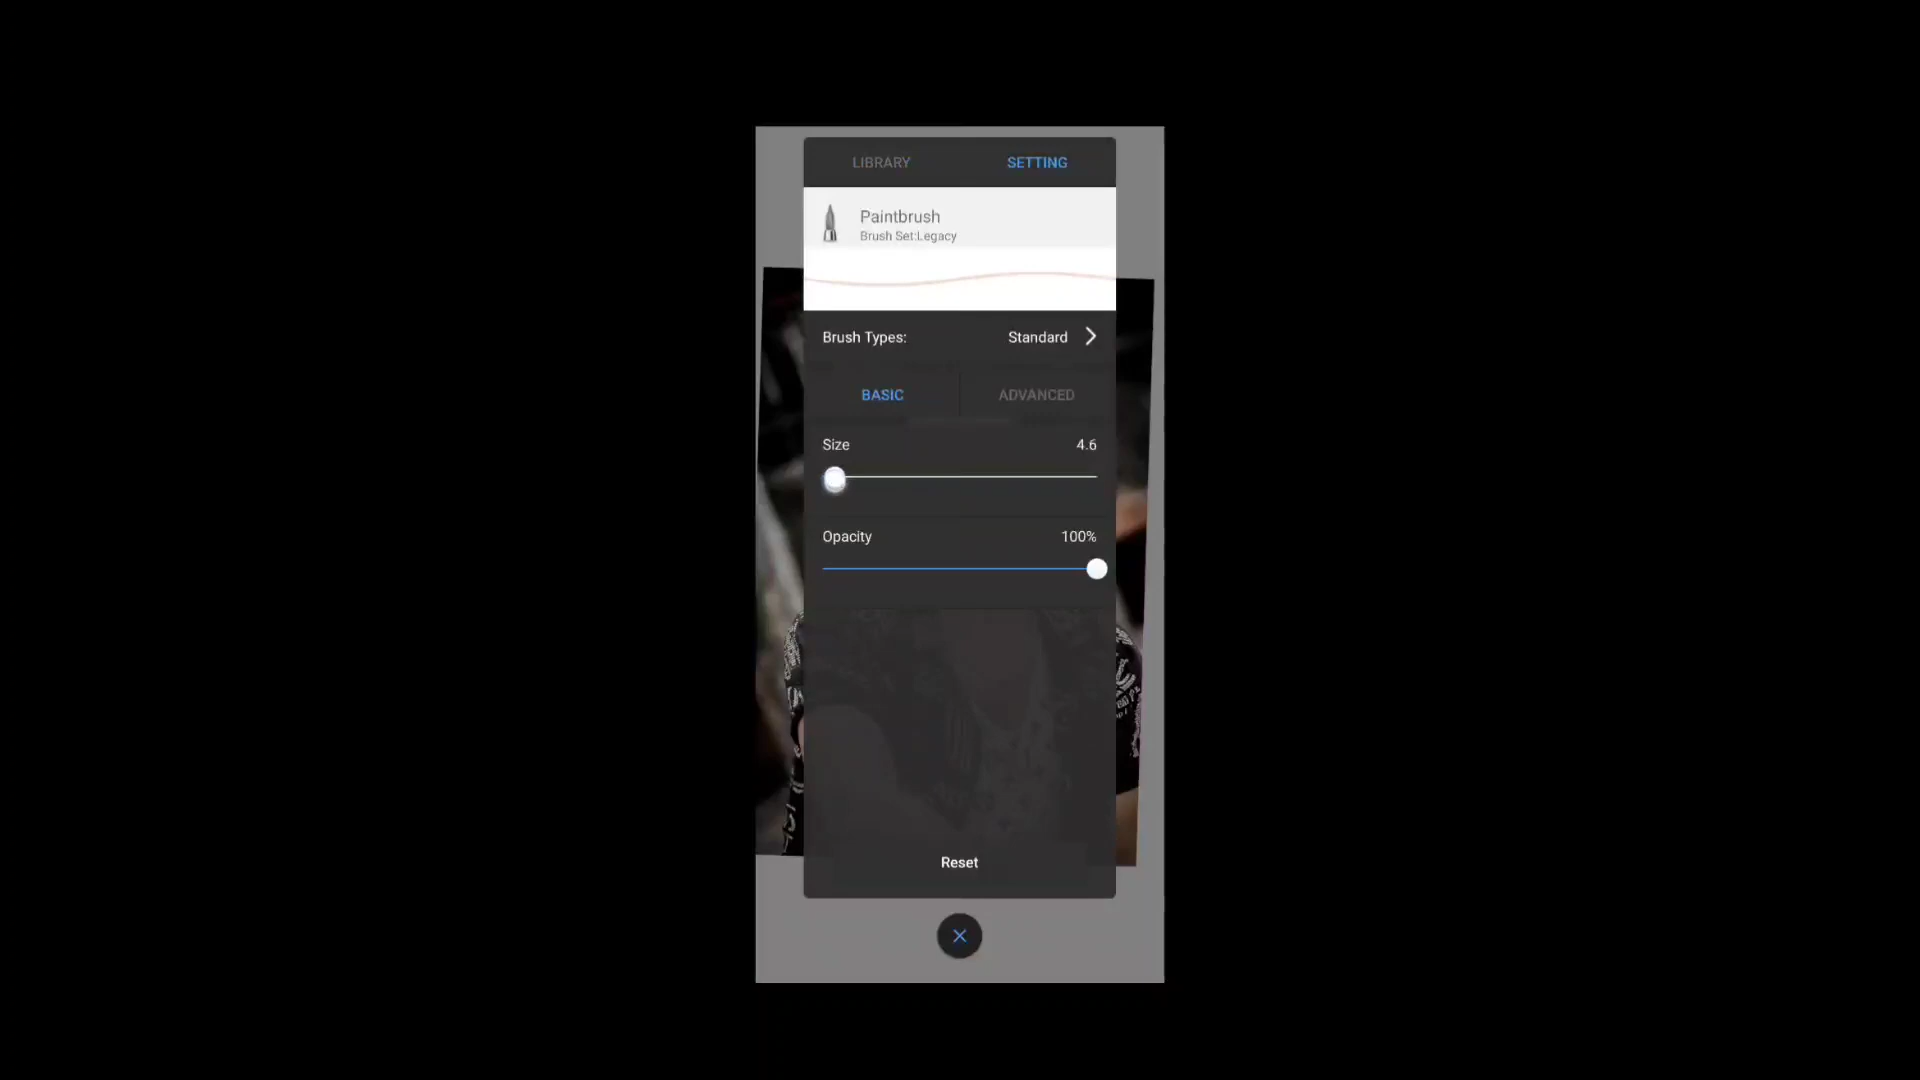 LIBRARY SETTING
Paintbrush
Brush Set:Legacy
Brush Types: Standard
BASIC ADVANCED
Size 4.6
Opacity 100%
Reset